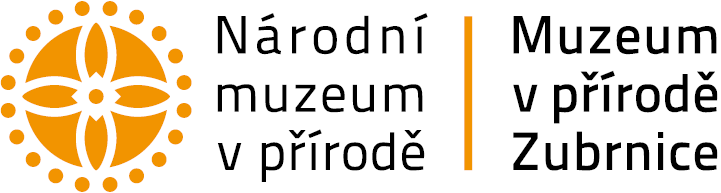 Národní
muzeum
v přírodě
Muzeum
v přírodě
Zubrnice